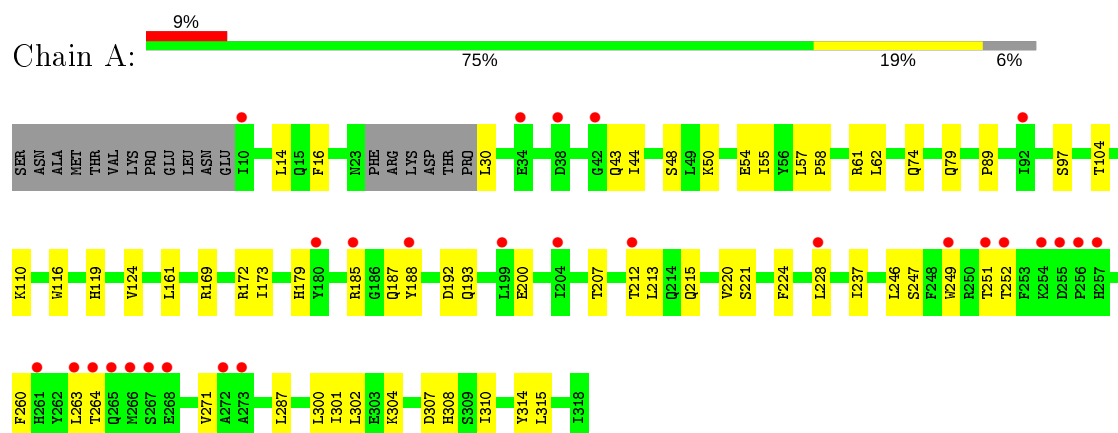 9%
Chain A:
75% 19% 6%
SER ASN ALA MET THR VAL LYS PRO GLU LEU ASN GLU I10 L14 Q15 F16 N23 PHE ARG LYS ASP THR PRO L30 E34 D38 G42 Q43 I44 S48 L49 K50 E54 I55 Y56 L57 P58 R61 L62 Q74 Q79 P89 I92 S97 T104
K110 W116 H119 V124 L161 R169 R172 I173 H179 Y180 R185 G186 Q187 Y188 D192 Q193 L199 E200 I204 T207 T212 L213 Q214 Q215 V220 S221 F224 L228 I237 L246 S247 F248 W249 R250 T251 T252 F253 K254 D255 P256 H257
F260 H261 Y262 L263 T264 Q265 M266 S267 E268 V271 A272 A273 L287 L300 I301 L302 E303 K304 D307 H308 S309 I310 Y314 L315 I318